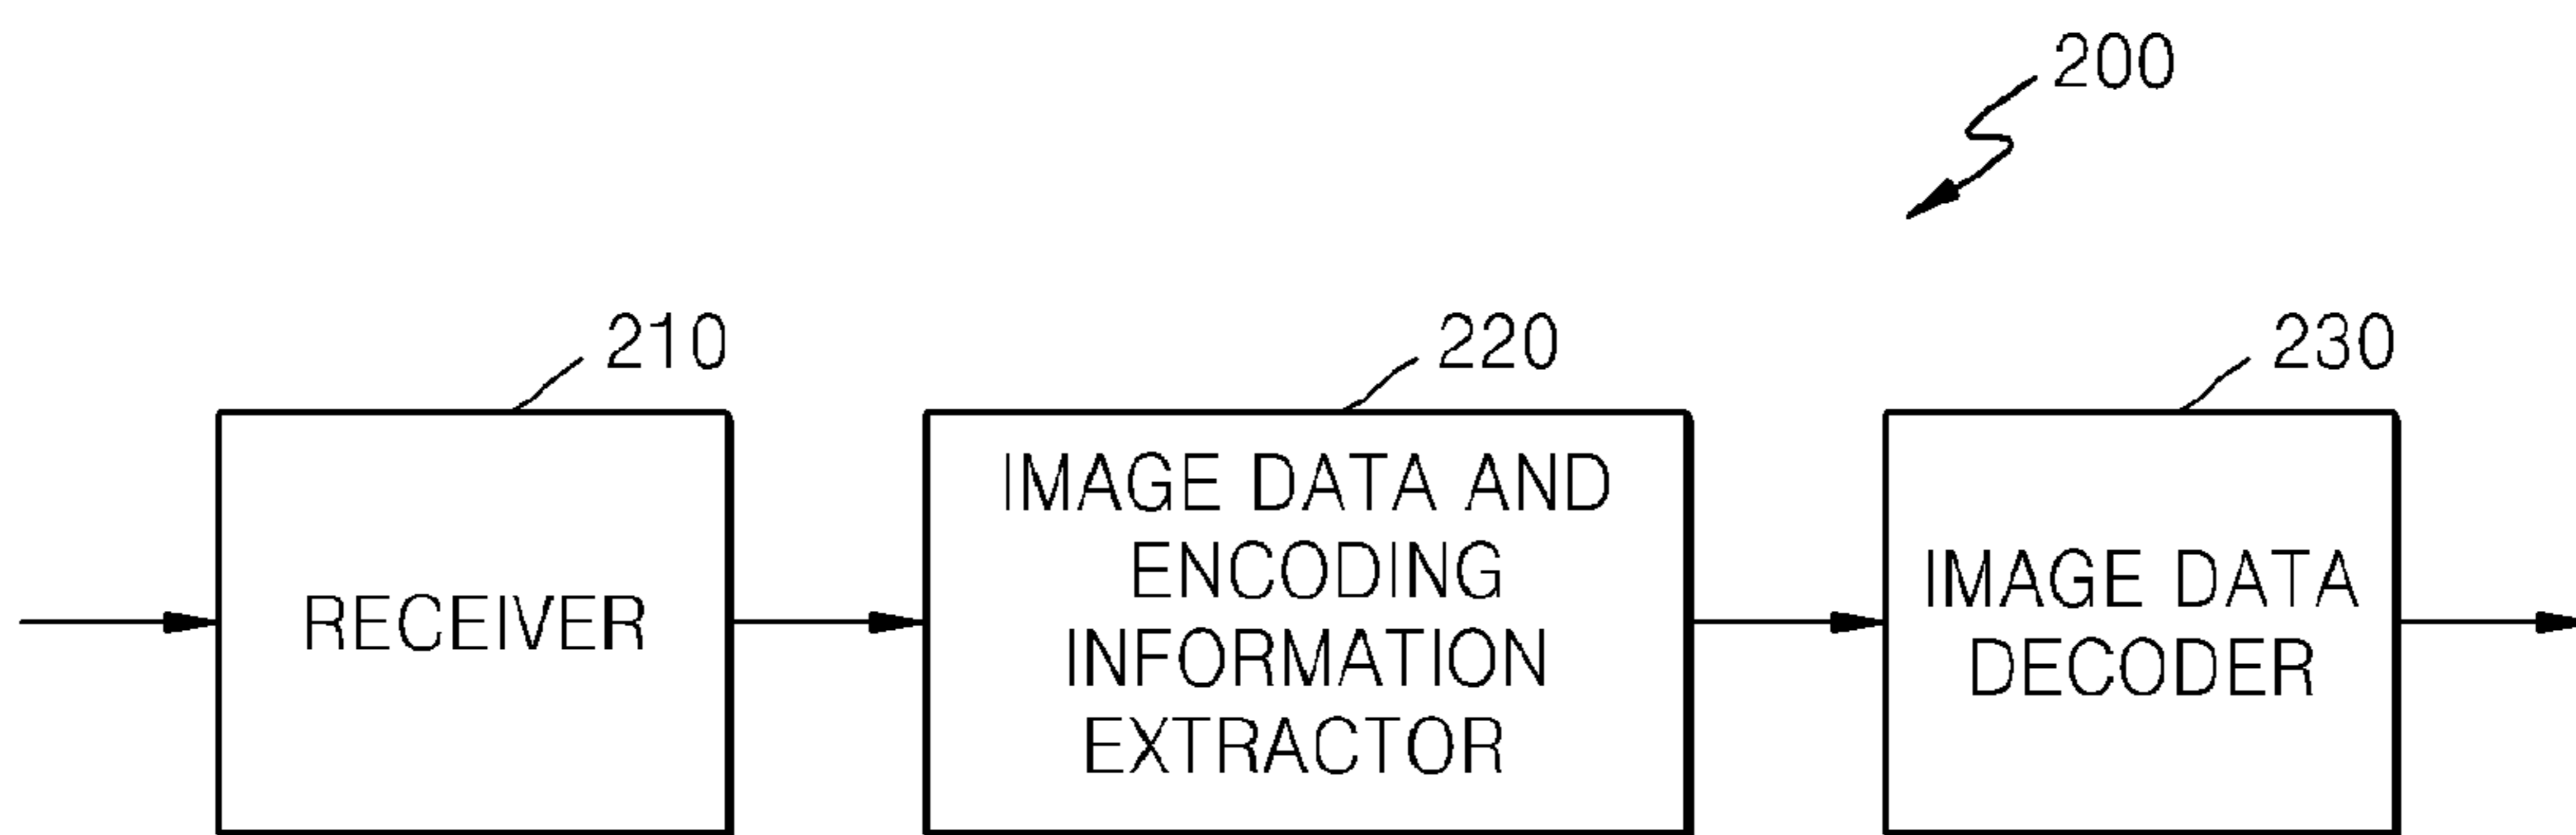 200
210
220
230
RECEIVER
IMAGE DATA AND
ENCODING
INFORMATION
EXTRACTOR
IMAGE DATA
DECODER